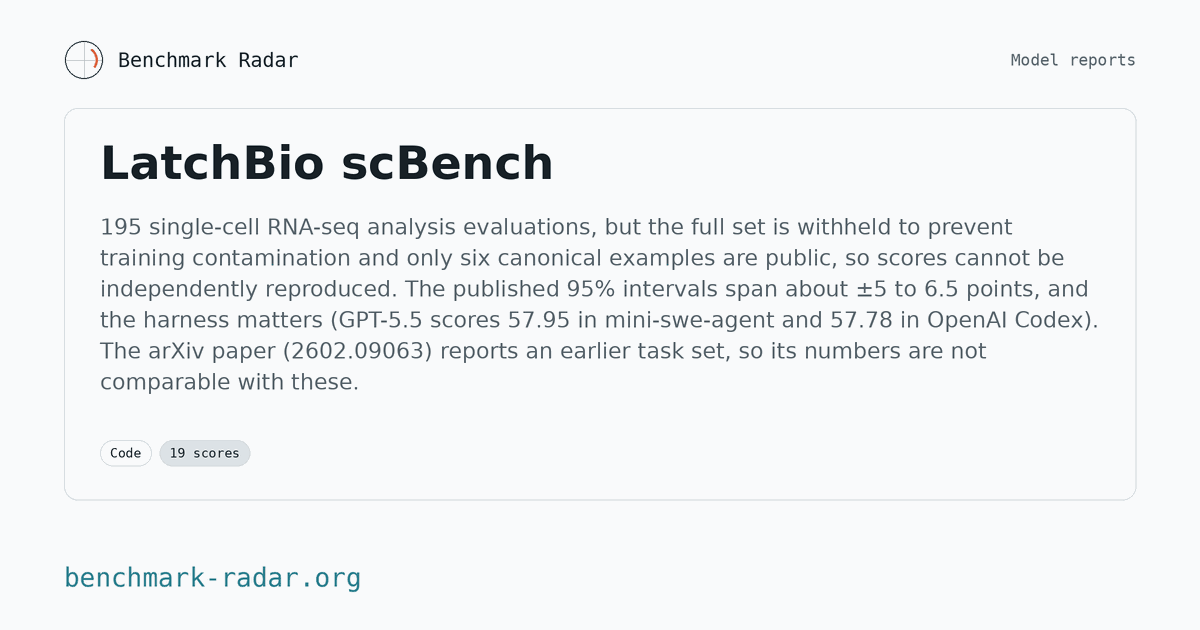 Benchmark Radar
Model reports
LatchBio scBench
195 single-cell RNA-seq analysis evaluations, but the full set is withheld to prevent
training contamination and only six canonical examples are public, so scores cannot be
independently reproduced. The published 95% intervals span about ±5 to 6.5 points, and
the harness matters (GPT-5.5 scores 57.95 in mini-swe-agent and 57.78 in OpenAI Codex).
The arXiv paper (2602.09063) reports an earlier task set, so its numbers are not
comparable with these.
Code
19 scores
benchmark-radar.org